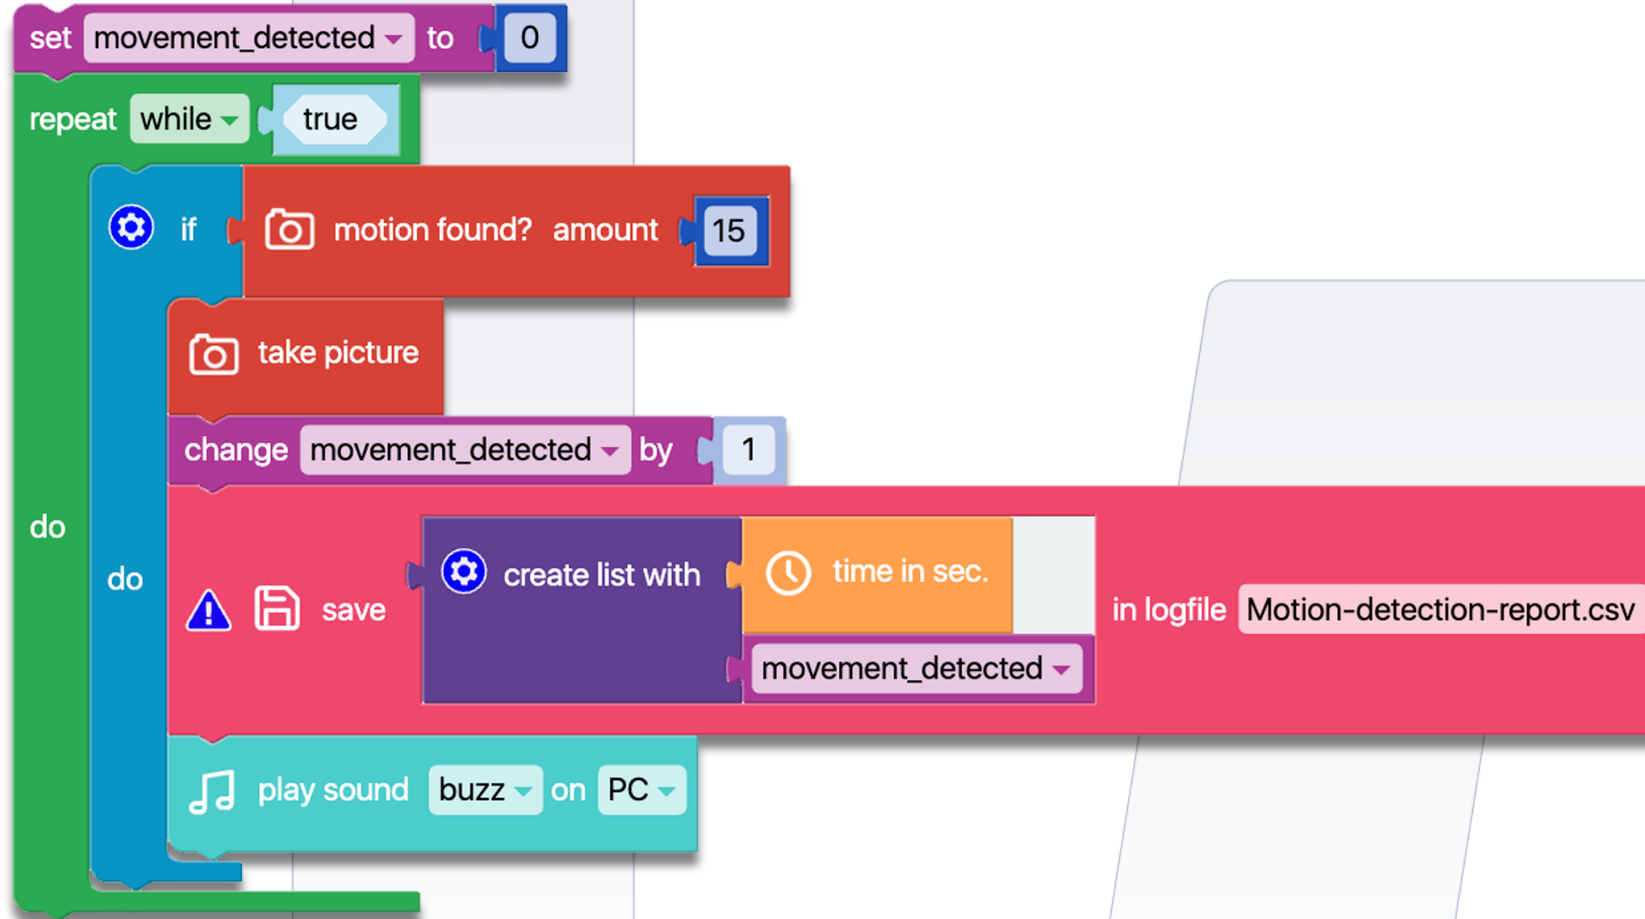 set movement_detected to 0
repeat while true
if motion found? amount 15
take picture
change movement_detected by 1
do
do
save create list with time in sec. in logfile Motion-detection-report.csv
movement_detected
play sound buzz on PC